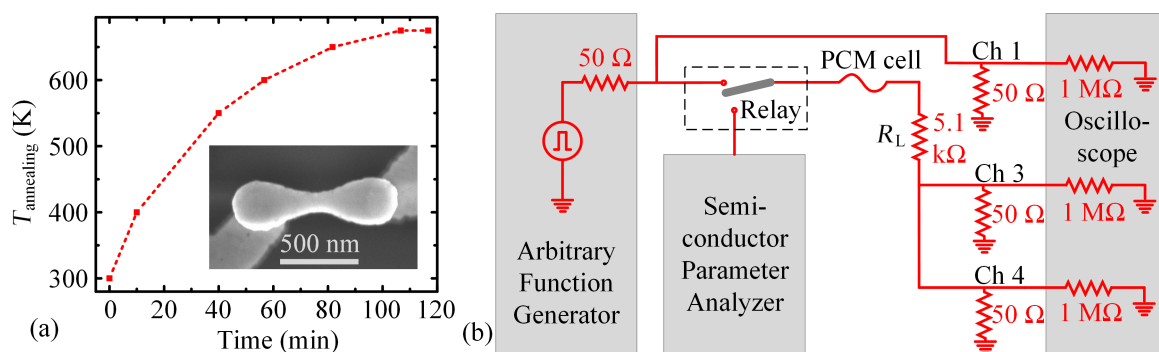 T_annealing (K)
600
500
400
300
0 20 40 60 80 100 120
Time (min)
500 nm
(a)
(b)
50 Ω
Arbitrary
Function
Generator
Relay
Semi-
conductor
Parameter
Analyzer
PCM cell
R_L
5.1
kΩ
Ch 1
50 Ω
1 MΩ
Oscillo-
scope
Ch 3
50 Ω
1 MΩ
Ch 4
50 Ω
1 MΩ